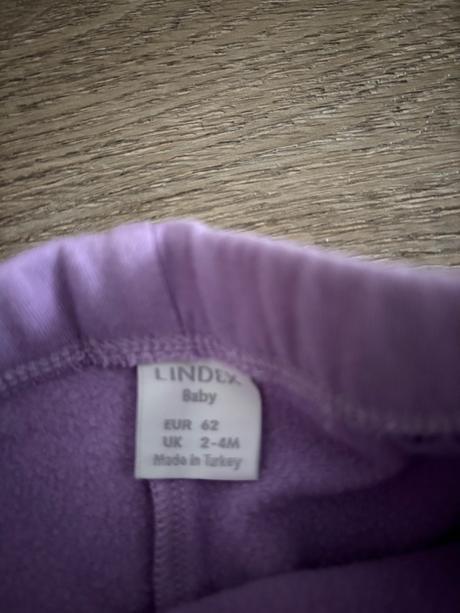 LINDEX
Baby
EUR 62
UK 2-4M
Made in Turkey